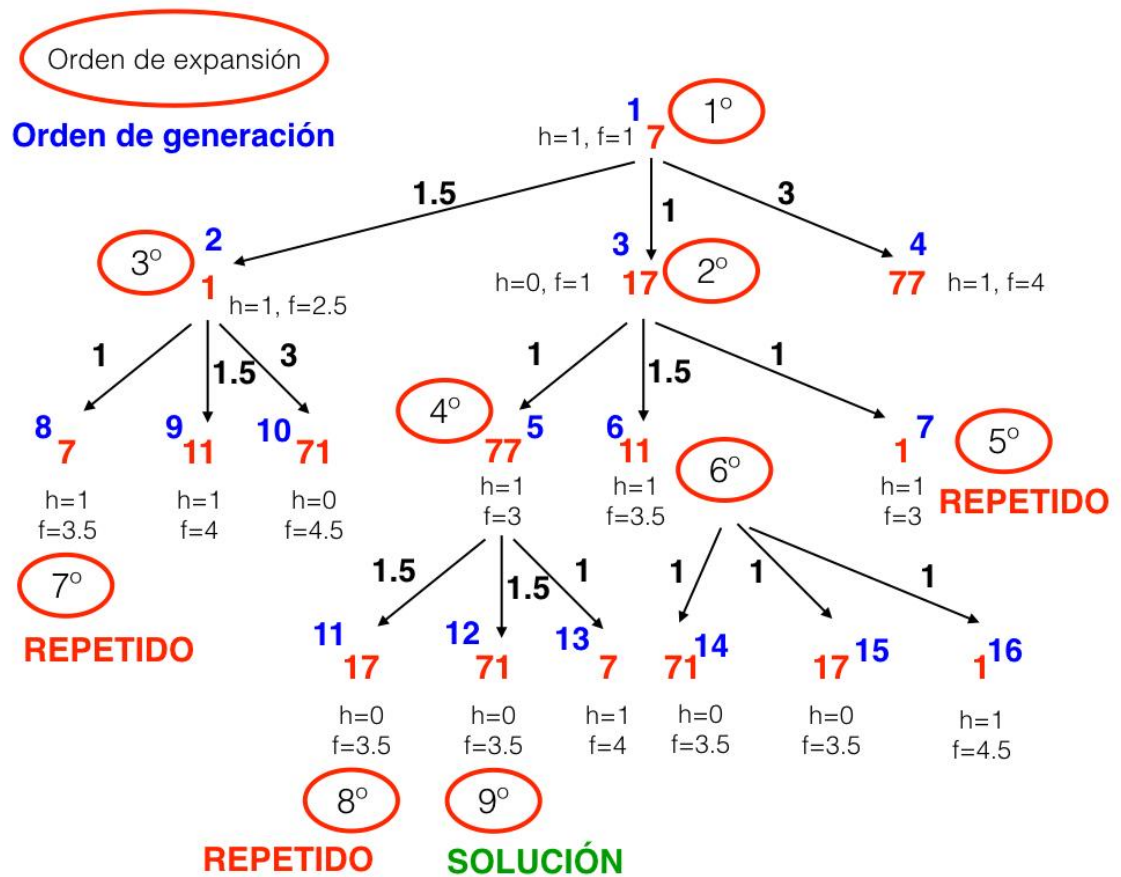 Orden de expansión
Orden de generación
1
7
1º
h=1, f=1
1.5
1
3
3º
2
1
h=1, f=2.5
3
h=0, f=1
17
2º
4
77
h=1, f=4
1
1.5
3
1
1.5
1
8
7
9
11
10
71
4º
77
5
6
11
6º
1
7
5º
REPETIDO
h=1
f=3.5
h=1
f=4
h=0
f=4.5
h=1
f=3
h=1
f=3.5
h=1
f=3
7º
REPETIDO
1.5
1.5
1
1
1
1
11
17
12
71
13
7
71
14
17
15
1
16
h=0
f=3.5
h=0
f=3.5
h=1
f=4
h=0
f=3.5
h=0
f=3.5
h=1
f=4.5
8º
9º
REPETIDO
SOLUCIÓN